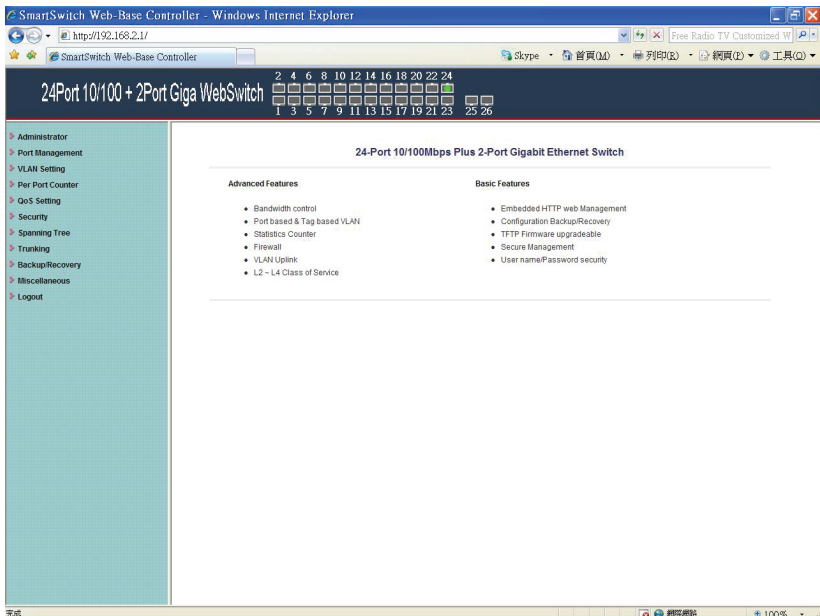 SmartSwitch Web-Base Controller - Windows Internet Explorer
http://192.168.2.1/
Free Radio TV Customized W
SmartSwitch Web-Base Controller
Skype
首頁(M)
列印(R)
網頁(P)
工具(O)
24Port 10/100 + 2Port Giga WebSwitch
2 4 6 8 10 12 14 16 18 20 22 24
1 3 5 7 9 11 13 15 17 19 21 23 25 26
Administrator
Port Management
VLAN Setting
Per Port Counter
QoS Setting
Security
Spanning Tree
Trunking
Backup/Recovery
Miscellaneous
Logout
24-Port 10/100Mbps Plus 2-Port Gigabit Ethernet Switch
Advanced Features
Bandwidth control
Port based & Tag based VLAN
Statistics Counter
Firewall
VLAN Uplink
L2 ~ L4 Class of Service
Basic Features
Embedded HTTP web Management
Configuration Backup/Recovery
TFTP Firmware upgradeable
Secure Management
User name/Password security
完成
網際網路
100%